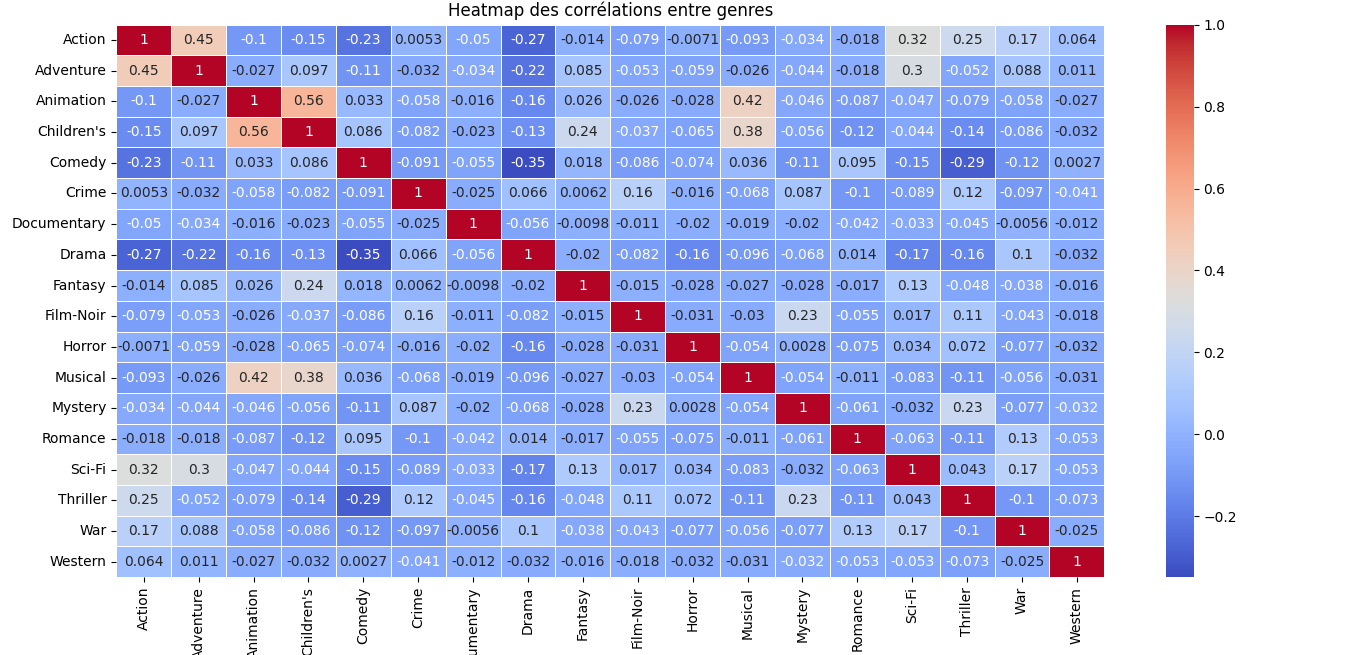 Heatmap des corrélations entre genres
Action 1 0.45 -0.1 -0.15 -0.23 0.0053 -0.05 -0.27 -0.014 -0.079 -0.0071 -0.093 -0.034 -0.018 0.32 0.25 0.17 0.064
Adventure 0.45 1 -0.027 0.097 -0.11 -0.032 -0.034 -0.22 0.085 -0.053 -0.059 -0.026 -0.044 -0.018 0.3 -0.052 0.088 0.011
Animation -0.1 -0.027 1 0.56 0.033 -0.058 -0.016 -0.16 0.026 -0.026 -0.028 0.42 -0.046 -0.087 -0.047 -0.079 -0.058 -0.027
Children's -0.15 0.097 0.56 1 0.086 -0.082 -0.023 -0.13 0.24 -0.037 -0.065 0.38 -0.056 -0.12 -0.044 -0.14 -0.086 -0.032
Comedy -0.23 -0.11 0.033 0.086 1 -0.091 -0.055 -0.35 0.018 -0.086 -0.074 0.036 -0.11 0.095 -0.15 -0.29 -0.12 0.0027
Crime 0.0053 -0.032 -0.058 -0.082 -0.091 1 -0.025 0.066 0.0062 0.16 -0.016 -0.068 0.087 -0.1 -0.089 0.12 -0.097 -0.041
Documentary -0.05 -0.034 -0.016 -0.023 -0.055 -0.025 1 -0.056 -0.0098 -0.011 -0.02 -0.019 -0.02 -0.042 -0.033 -0.045 -0.0056 -0.012
Drama -0.27 -0.22 -0.16 -0.13 -0.35 0.066 -0.056 1 -0.02 -0.082 -0.16 -0.096 -0.068 0.014 -0.17 -0.16 0.1 -0.032
Fantasy -0.014 0.085 0.026 0.24 0.018 0.0062 -0.0098 -0.02 1 -0.015 -0.028 -0.027 -0.028 -0.017 0.13 -0.048 -0.038 -0.016
Film-Noir -0.079 -0.053 -0.026 -0.037 -0.086 0.16 -0.011 -0.082 -0.015 1 -0.031 -0.03 0.23 -0.055 0.017 0.11 -0.043 -0.018
Horror -0.0071 -0.059 -0.028 -0.065 -0.074 -0.016 -0.02 -0.16 -0.028 -0.031 1 -0.054 0.0028 -0.075 0.034 0.072 -0.077 -0.032
Musical -0.093 -0.026 0.42 0.38 0.036 -0.068 -0.019 -0.096 -0.027 -0.03 -0.054 1 -0.054 -0.011 -0.083 -0.11 -0.056 -0.031
Mystery -0.034 -0.044 -0.046 -0.056 -0.11 0.087 -0.02 -0.068 -0.028 0.23 0.0028 -0.054 1 -0.061 -0.032 0.23 -0.077 -0.032
Romance -0.018 -0.018 -0.087 -0.12 0.095 -0.1 -0.042 0.014 -0.017 -0.055 -0.075 -0.011 -0.061 1 -0.063 -0.11 0.13 -0.053
Sci-Fi 0.32 0.3 -0.047 -0.044 -0.15 -0.089 -0.033 -0.17 0.13 0.017 0.034 -0.083 -0.032 -0.063 1 0.043 0.17 -0.053
Thriller 0.25 -0.052 -0.079 -0.14 -0.29 0.12 -0.045 -0.16 -0.048 0.11 0.072 -0.11 0.23 -0.11 0.043 1 -0.1 -0.073
War 0.17 0.088 -0.058 -0.086 -0.12 -0.097 -0.0056 0.1 -0.038 -0.043 -0.077 -0.056 -0.077 0.13 0.17 -0.1 1 -0.025
Western 0.064 0.011 -0.027 -0.032 0.0027 -0.041 -0.012 -0.032 -0.016 -0.018 -0.032 -0.031 -0.032 -0.053 -0.053 -0.073 -0.025 1
Action Adventure Animation Children's Comedy Crime umentary Drama Fantasy Film-Noir Horror Musical Mystery Romance Sci-Fi Thriller War Western
1.0
0.8
0.6
0.4
0.2
0.0
−0.2